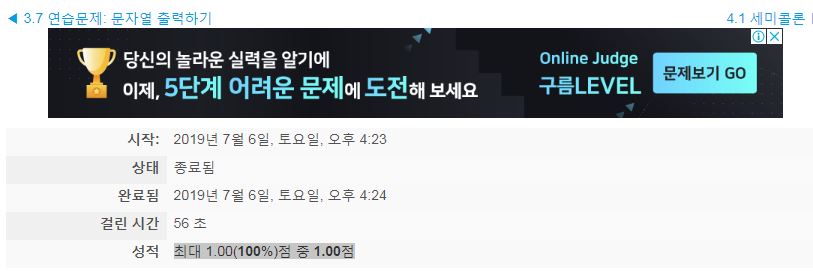 ◀ 3.7 연습문제: 문자열 출력하기
4.1 세미콜론
당신의 놀라운 실력을 알기에
이제, 5단계 어려운 문제에 도전해 보세요
Online Judge
구름LEVEL
문제보기 GO
시작: 2019년 7월 6일, 토요일, 오후 4:23
상태 종료됨
완료됨 2019년 7월 6일, 토요일, 오후 4:24
걸린 시간 56 초
성적 최대 1.00(100%)점 중 1.00점